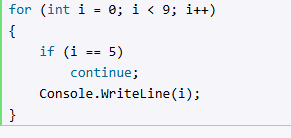 for (int i = 0; i < 9; i++)
{
    if (i == 5)
        continue;
    Console.WriteLine(i);
}